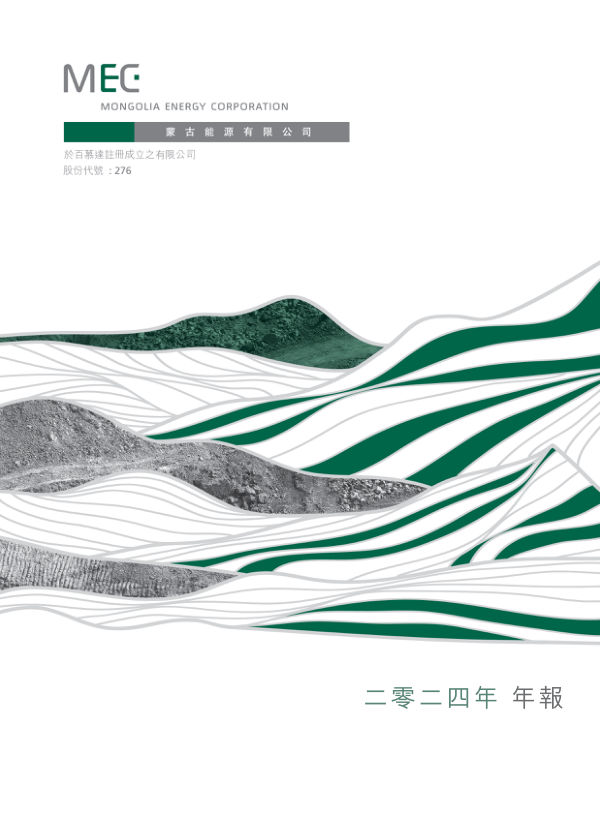 MEC
MONGOLIA ENERGY CORPORATION
蒙古能源有限公司
於百慕達註冊成立之有限公司
股份代號 : 276
二零二四年 年報